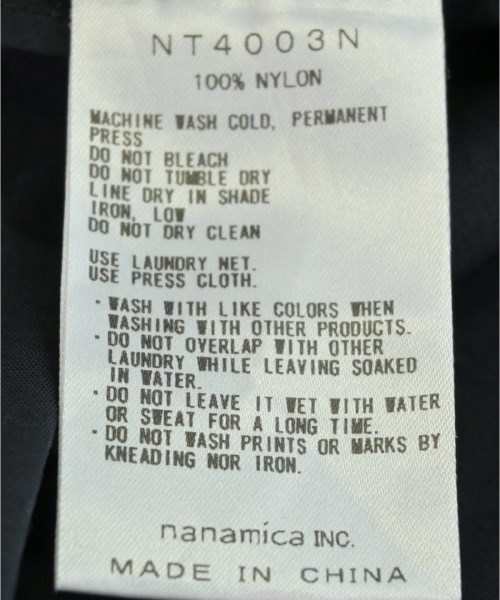 NT4003N
100% NYLON
MACHINE WASH COLD, PERMANENT
PRESS
DO NOT BLEACH
DO NOT TUMBLE DRY
LINE DRY IN SHADE
IRON, LOW
DO NOT DRY CLEAN
USE LAUNDRY NET.
USE PRESS CLOTH.
・WASH WITH LIKE COLORS WHEN
WASHING WITH OTHER PRODUCTS.
・DO NOT OVERLAP WITH OTHER
LAUNDRY WHILE LEAVING SOAKED
IN WATER.
・DO NOT LEAVE IT WET WITH WATER
OR SWEAT FOR A LONG TIME.
・DO NOT WASH PRINTS OR MARKS BY
KNEADING NOR IRON.
nanamica INC.
MADE IN CHINA